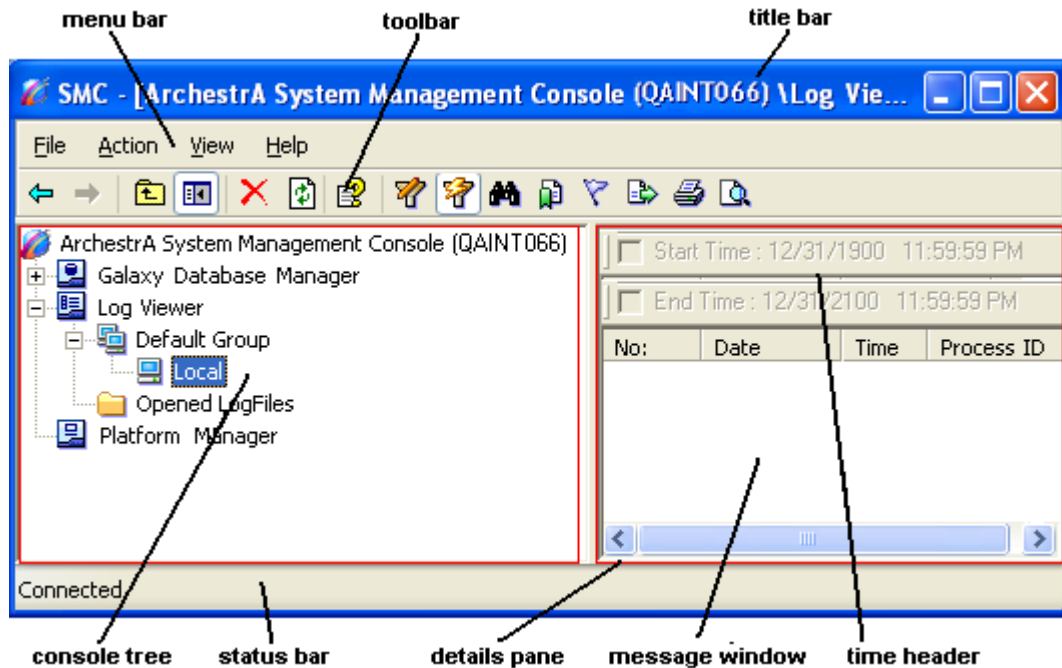 menu bar
toolbar
title bar
SMC - [ArchestrA System Management Console (QAINT066) \Log Vie...
File Action View Help
ArchestrA System Management Console (QAINT066)
Galaxy Database Manager
Log Viewer
Default Group
Local
Opened LogFiles
Platform Manager
Start Time : 12/31/1900 11:59:59 PM
End Time : 12/31/2100 11:59:59 PM
No: Date Time Process ID
Connected
console tree
status bar
details pane
message window
time header